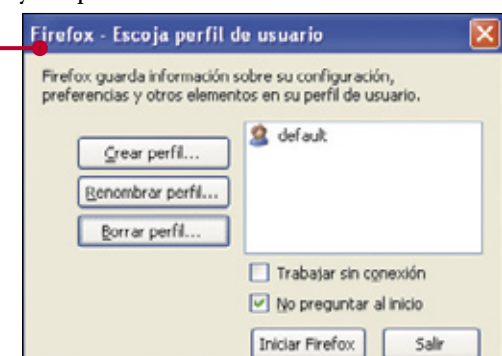 Firefox - Escoja perfil de usuario
Firefox guarda información sobre su configuración,
preferencias y otros elementos en su perfil de usuario.
default
Crear perfil...
Renombrar perfil...
Borrar perfil...
Trabajar sin conexión
No preguntar al inicio
Iniciar Firefox
Salir